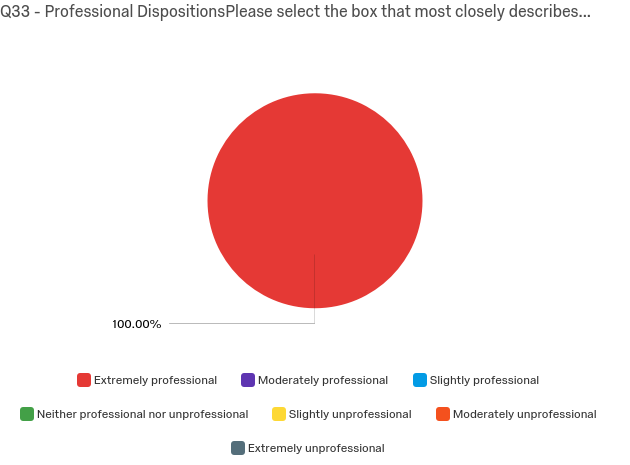 Q33 - Professional DispositionsPlease select the box that most closely describes...
100.00%
Extremely professional Moderately professional Slightly professional
Neither professional nor unprofessional Slightly unprofessional Moderately unprofessional
Extremely unprofessional